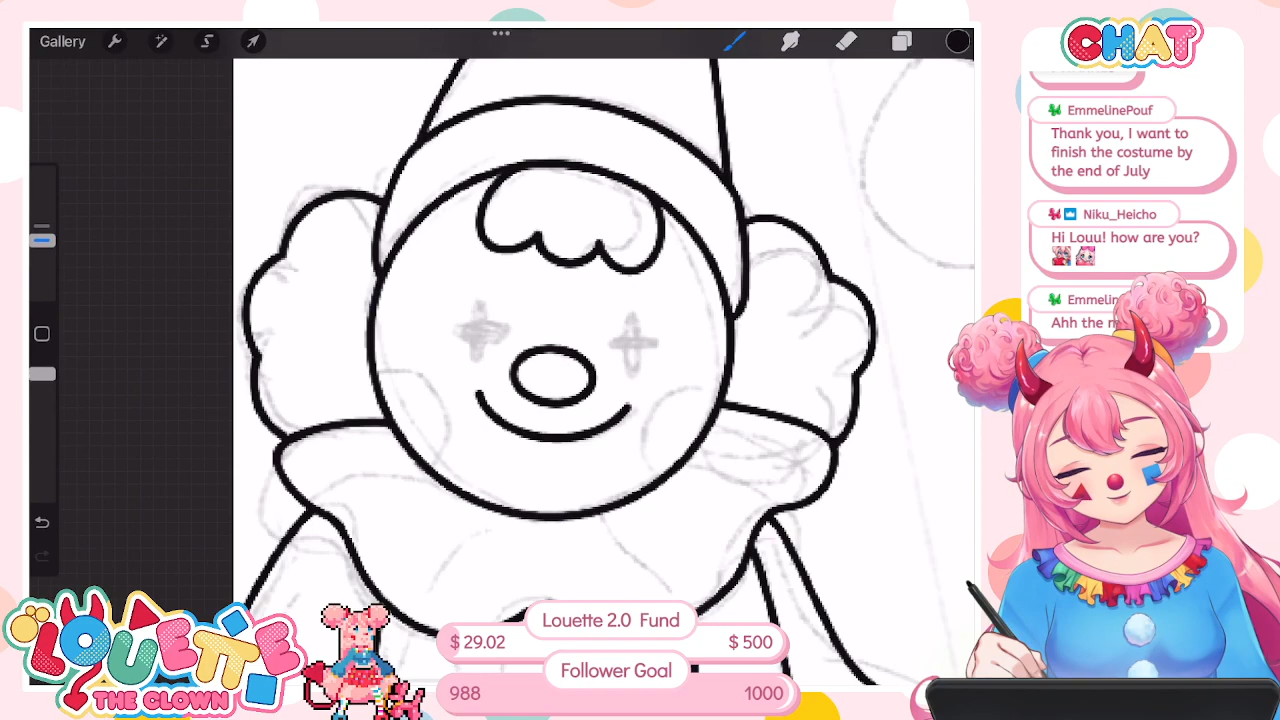 Gallery
CHAT
EmmelinePouf
Thank you, I want to
finish the costume by
the end of July
Niku_Heicho
Hi Louu! how are you?
Emmelin
Ahh the m
LOUETTE
THE CLOWN
Louette 2.0 Fund
$ 29.02
$ 500
Follower Goal
988
1000